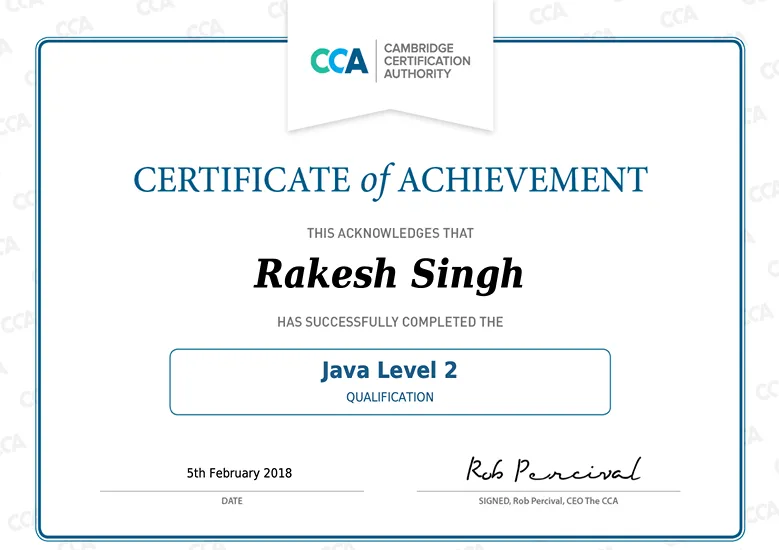 CCA
CAMBRIDGE
CERTIFICATION
AUTHORITY
CERTIFICATE of ACHIEVEMENT
THIS ACKNOWLEDGES THAT
Rakesh Singh
HAS SUCCESSFULLY COMPLETED THE
Java Level 2
QUALIFICATION
5th February 2018
Rob Percival
DATE
SIGNED, Rob Percival, CEO The CCA